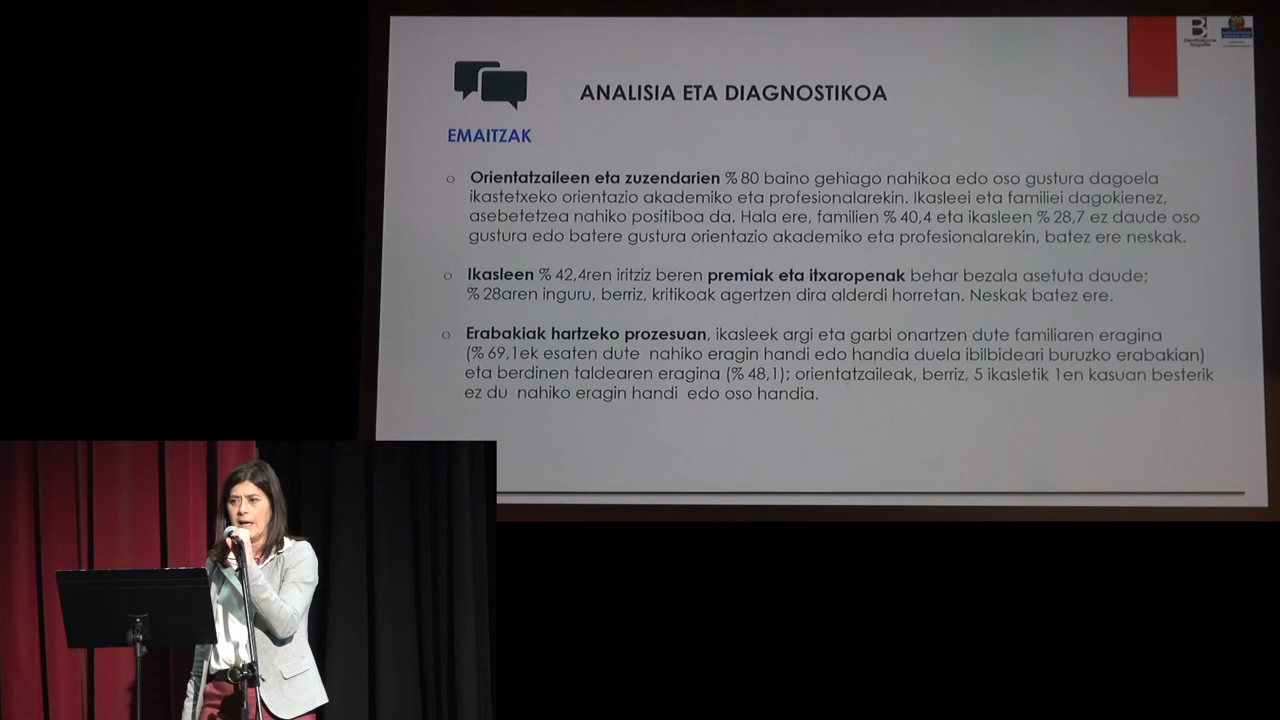 ANALISIA ETA DIAGNOSTIKOA
EMAITZAK
Orientatzaileen eta zuzendarien % 80 baino gehiago nahikoa edo oso gustura dagoela
ikastetxeko orientazio akademiko eta profesionalarekin. Ikasleei eta familiei dagokienez,
asebetetzea nahiko positiboa da. Hala ere, familien % 40,4 eta ikasleen % 28,7 ez daude oso
gustura edo batere gustura orientazio akademiko eta profesionalarekin, batez ere neskak.
Ikasleen % 42,4ren iritziz beren premiak eta itxaropenak behar bezala asetuta daude;
% 28aren inguru, berriz, kritikoak agertzen dira alderdi horretan. Neskak batez ere.
Erabakiak hartzeko prozesuan, ikasleek argi eta garbi onartzen dute familiaren eragina
(% 69,1ek esaten dute nahiko eragin handi edo handia duela ibilbideari buruzko erabakian)
eta berdinen taldearen eragina (% 48,1); orientatzaileak, berriz, 5 ikasletik 1en kasuan besterik
ez du nahiko eragin handi edo oso handia.